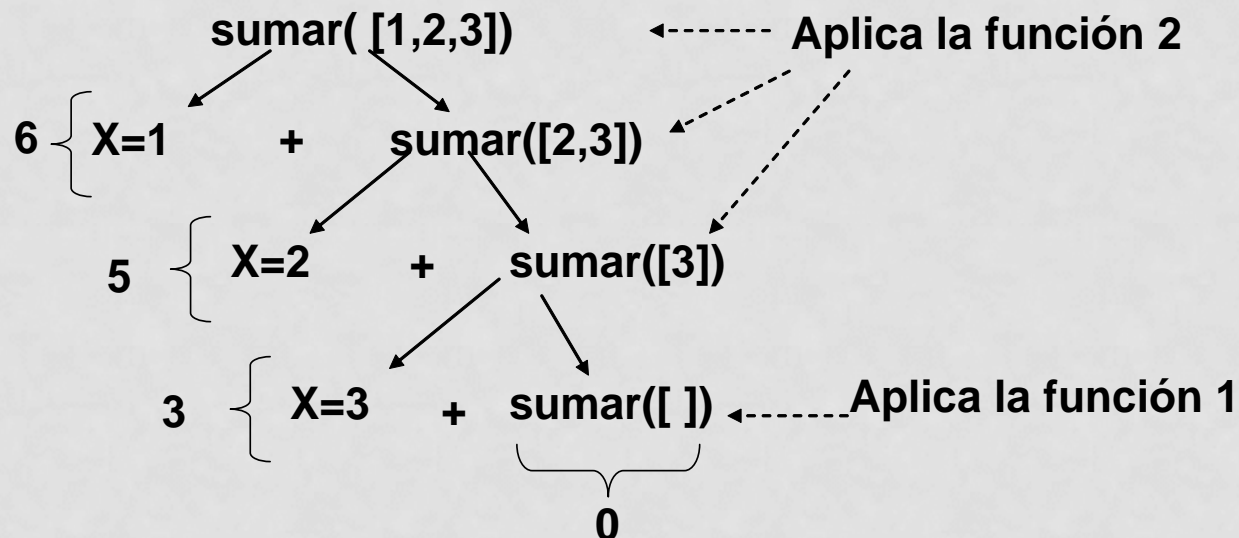 sumar( [1,2,3]) Aplica la función 2
6 X=1 + sumar([2,3])
5 X=2 + sumar([3])
3 X=3 + sumar([ ]) Aplica la función 1
0